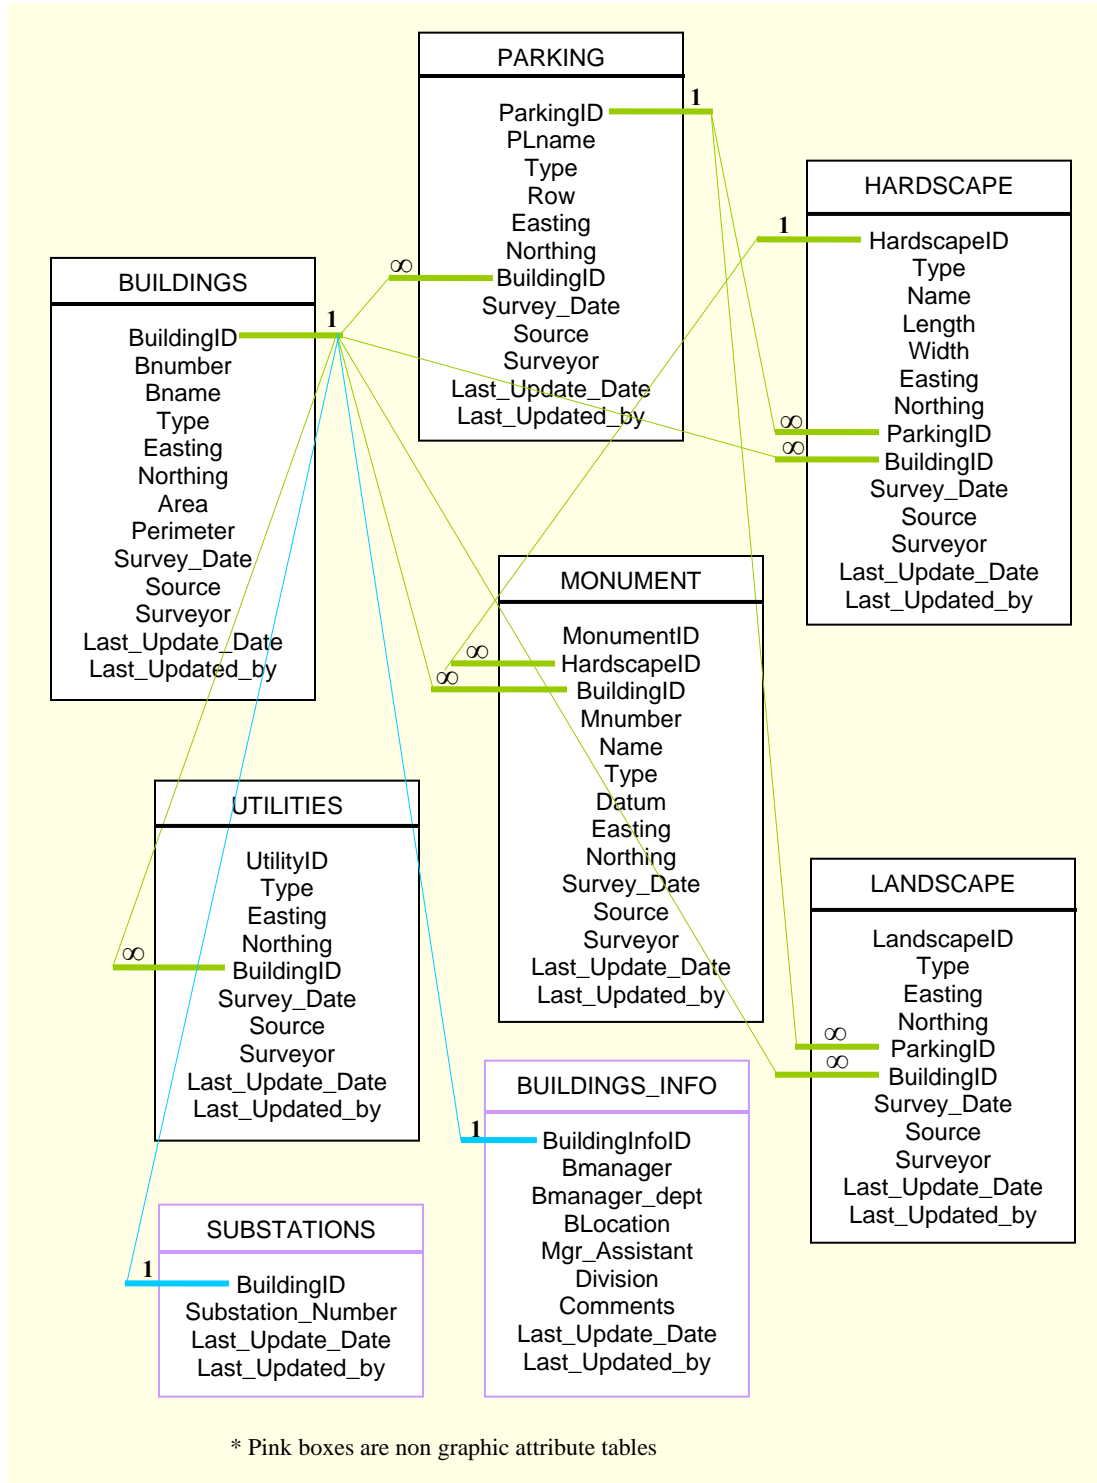 PARKING
1
ParkingID
PLname
Type
Row
Easting
Northing
∞
BuildingID
Survey_Date
Source
Surveyor
Last_Update_Date
Last_Updated_by
HARDSCAPE
1
HardscapeID
Type
Name
Length
Width
Easting
Northing
∞
ParkingID
∞
BuildingID
Survey_Date
Source
Surveyor
Last_Update_Date
Last_Updated_by
BUILDINGS
1
BuildingID
Bnumber
Bname
Type
Easting
Northing
Area
Perimeter
Survey_Date
Source
Surveyor
Last_Update_Date
Last_Updated_by
MONUMENT
MonumentID
∞
HardscapeID
∞
BuildingID
Mnumber
Name
Type
Datum
Easting
Northing
Survey_Date
Source
Surveyor
Last_Update_Date
Last_Updated_by
UTILITIES
UtilityID
Type
Easting
Northing
∞
BuildingID
Survey_Date
Source
Surveyor
Last_Update_Date
Last_Updated_by
LANDSCAPE
LandscapeID
Type
Easting
Northing
∞
ParkingID
∞
BuildingID
Survey_Date
Source
Surveyor
Last_Update_Date
Last_Updated_by
BUILDINGS_INFO
1
BuildingInfoID
Bmanager
Bmanager_dept
BLocation
Mgr_Assistant
Division
Comments
Last_Update_Date
Last_Updated_by
SUBSTATIONS
1
BuildingID
Substation_Number
Last_Update_Date
Last_Updated_by
* Pink boxes are non graphic attribute tables